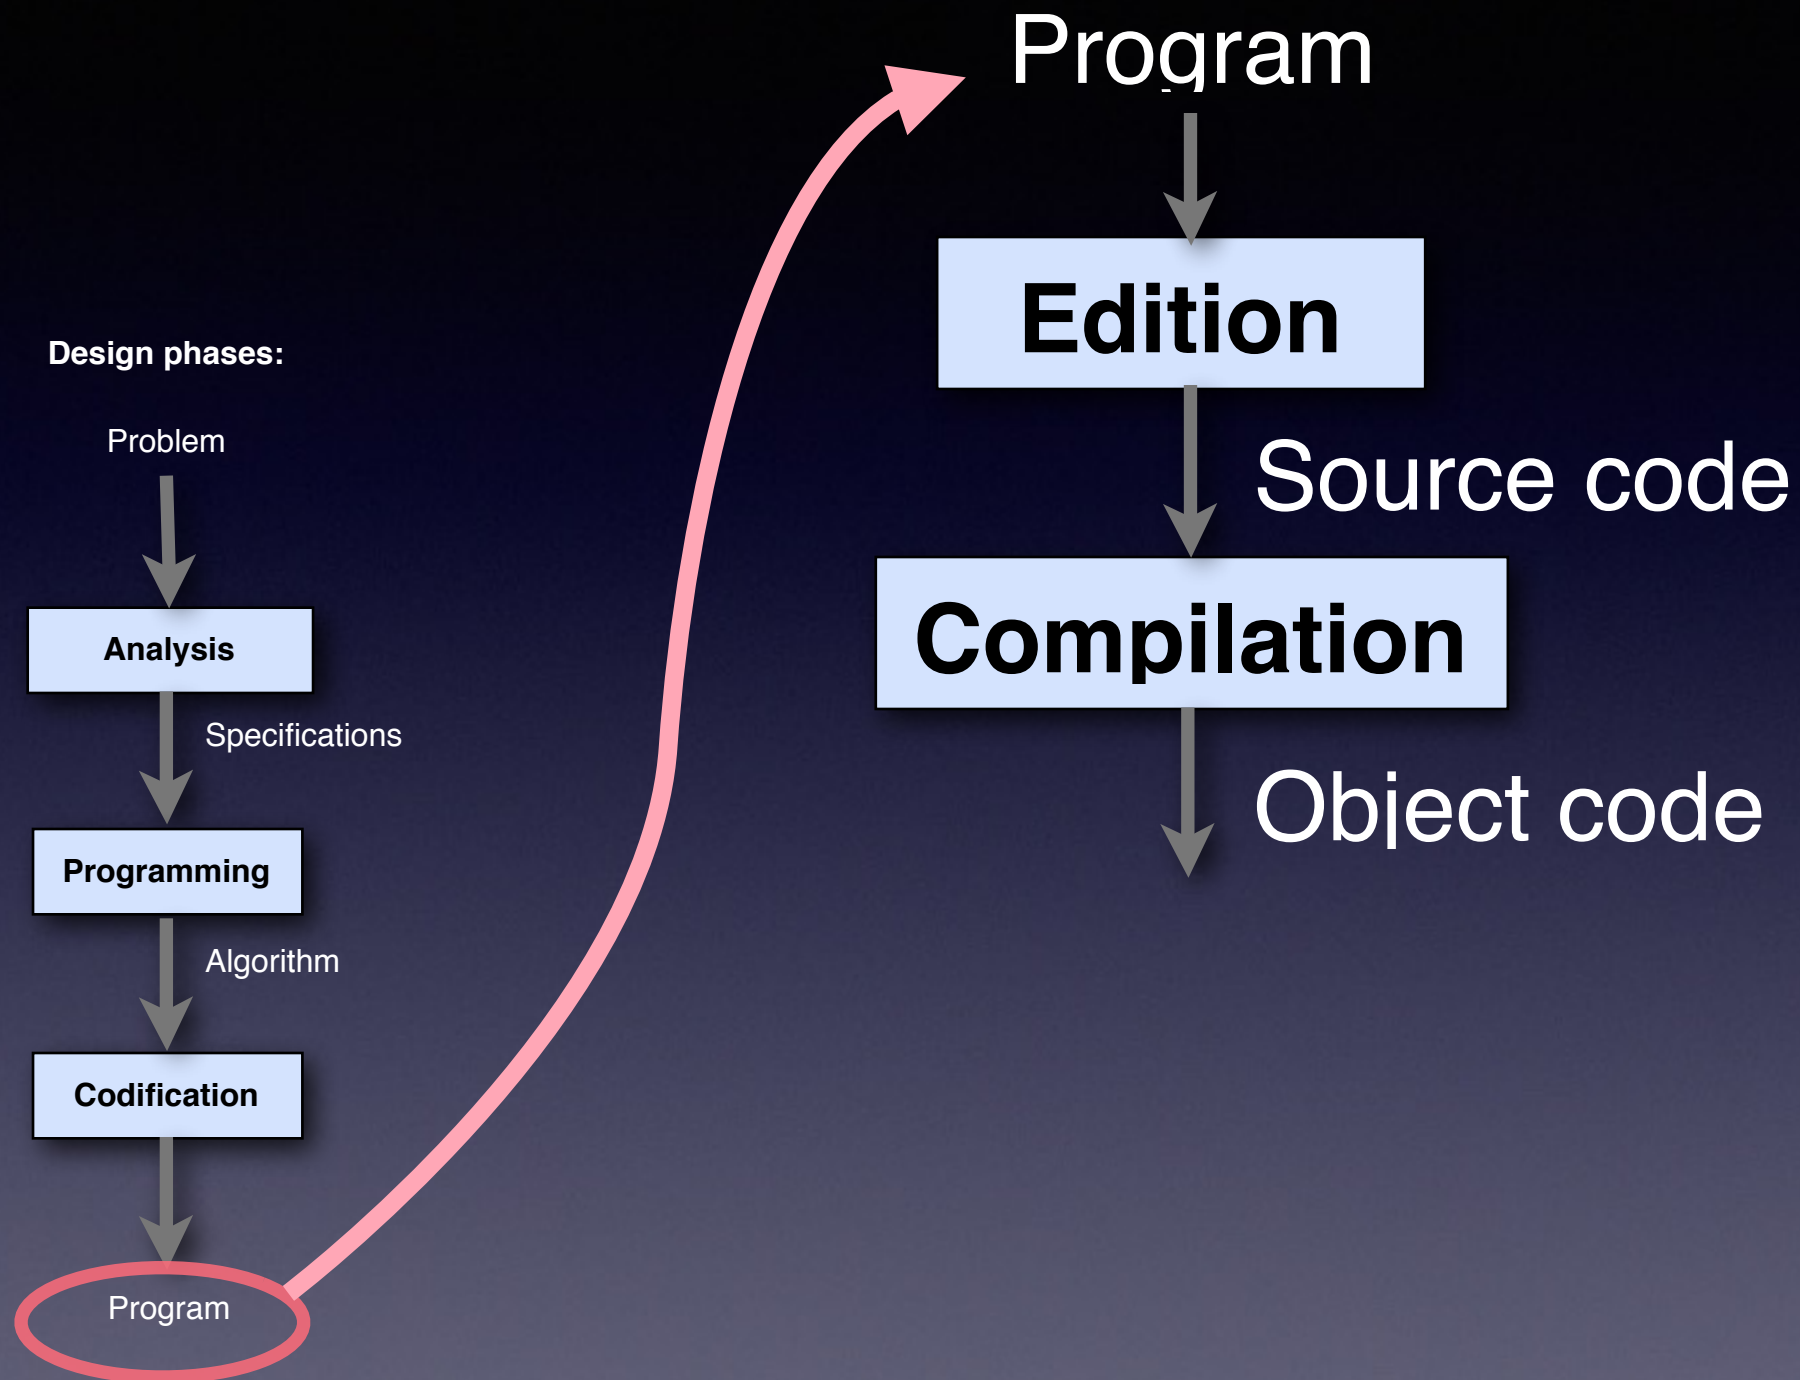 Design phases:
Problem
Analysis
Specifications
Programming
Algorithm
Codification
Program
Program
Edition
Source code
Compilation
Object code